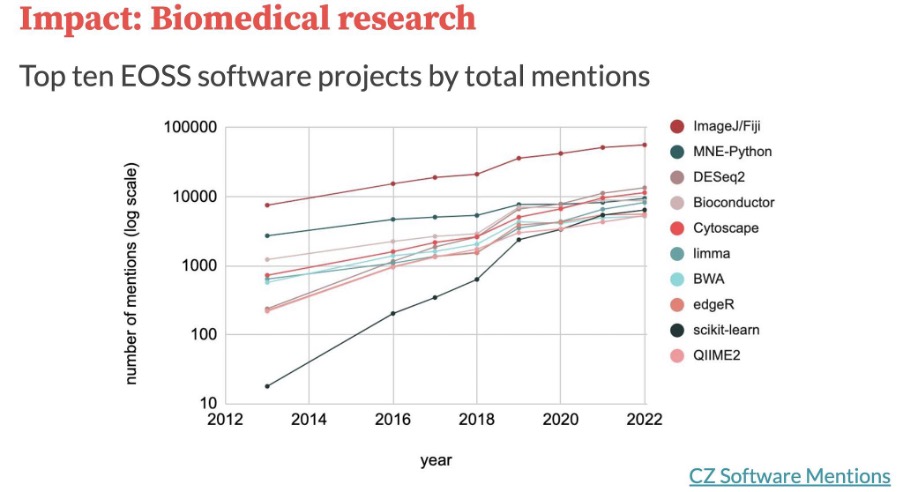 Impact: Biomedical research
Top ten EOSS software projects by total mentions
number of mentions (log scale)
100000
10000
1000
100
10
2012 2014 2016 2018 2020 2022
year
ImageJ/Fiji
MNE-Python
DESeq2
Bioconductor
Cytoscape
limma
BWA
edgeR
scikit-learn
QIIME2
CZ Software Mentions